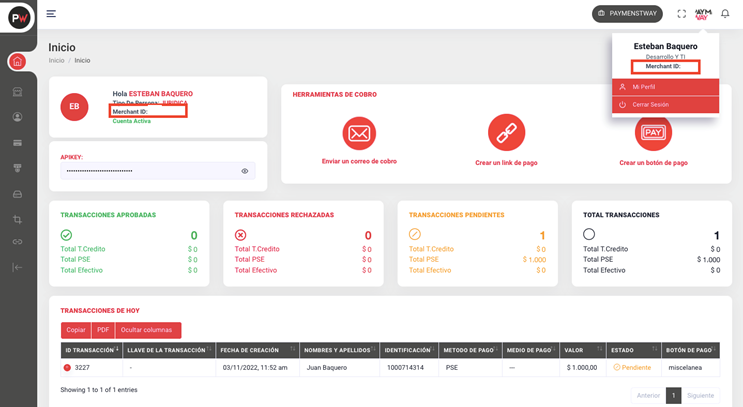 PW
PAYMENSTWAY
PAYM
WAY
Esteban Baquero
Desarrollo Y TI
Merchant ID:
Mi Perfil
Cerrar Sesión
Inicio
Inicio / Inicio
EB
Hola ESTEBAN BAQUERO
Tipo De Persona: JURIDICA
Merchant ID:
Cuenta Activa
APIKEY:
HERRAMIENTAS DE COBRO
Enviar un correo de cobro
Crear un link de pago
PAY
Crear un botón de pago
TRANSACCIONES APROBADAS
0
Total T.Credito $ 0
Total PSE $ 0
Total Efectivo $ 0
TRANSACCIONES RECHAZADAS
0
Total T.Credito $ 0
Total PSE $ 0
Total Efectivo $ 0
TRANSACCIONES PENDIENTES
1
Total T.Credito $ 0
Total PSE $ 1.000
Total Efectivo $ 0
TOTAL TRANSACCIONES
1
Total T.Credito $ 0
Total PSE $ 1.000
Total Efectivo $ 0
TRANSACCIONES DE HOY
Copiar PDF Ocultar columnas
ID TRANSACCIÓN LLAVE DE LA TRANSACCIÓN FECHA DE CREACIÓN NOMBRES Y APELLIDOS IDENTIFICACIÓN METODO DE PAGO MEDIO DE PAGO VALOR ESTADO BOTÓN DE PAGO
3227 - 03/11/2022, 11:52 am Juan Baquero 1000714314 PSE --- $ 1.000,00 Pendiente miscelanea
Showing 1 to 1 of 1 entries
Anterior 1 Siguiente